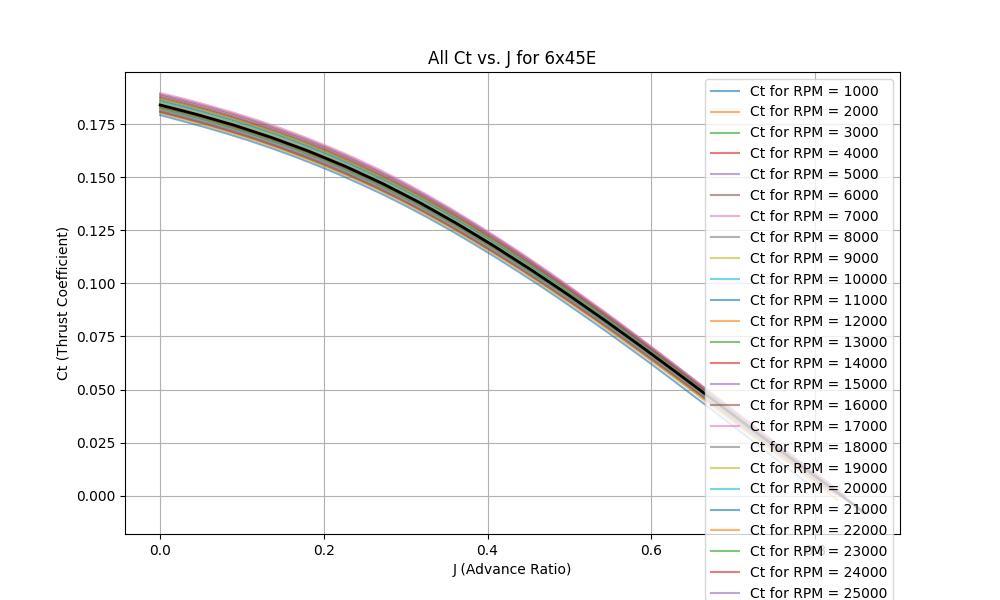 All Ct vs. J for 6x45E
Ct (Thrust Coefficient)
0.175
0.150
0.125
0.100
0.075
0.050
0.025
0.000
0.0
0.2
0.4
0.6
0.8
J (Advance Ratio)
Ct for RPM = 1000
Ct for RPM = 2000
Ct for RPM = 3000
Ct for RPM = 4000
Ct for RPM = 5000
Ct for RPM = 6000
Ct for RPM = 7000
Ct for RPM = 8000
Ct for RPM = 9000
Ct for RPM = 10000
Ct for RPM = 11000
Ct for RPM = 12000
Ct for RPM = 13000
Ct for RPM = 14000
Ct for RPM = 15000
Ct for RPM = 16000
Ct for RPM = 17000
Ct for RPM = 18000
Ct for RPM = 19000
Ct for RPM = 20000
Ct for RPM = 21000
Ct for RPM = 22000
Ct for RPM = 23000
Ct for RPM = 24000
Ct for RPM = 25000